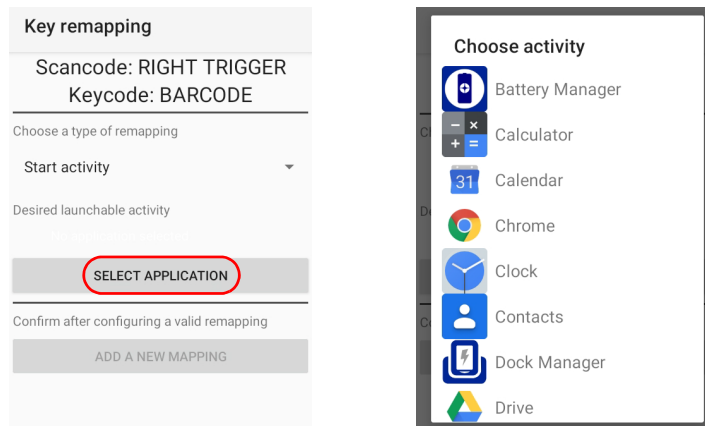 Key remapping
Scancode: RIGHT TRIGGER
Keycode: BARCODE
Choose a type of remapping
Start activity
Desired launchable activity
SELECT APPLICATION
Confirm after configuring a valid remapping
ADD A NEW MAPPING
Choose activity
Battery Manager
Calculator
31
Calendar
Chrome
Clock
Contacts
Dock Manager
Drive